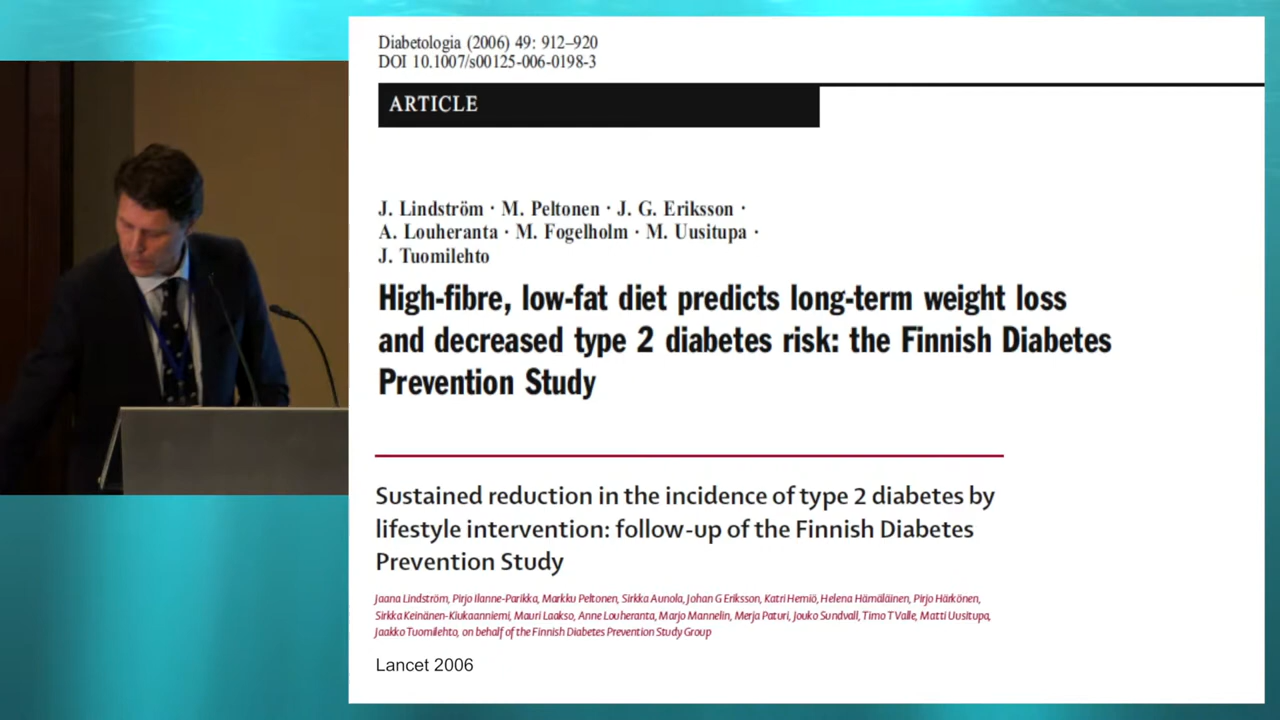 Diabetologia (2006) 49: 912–920
DOI 10.1007/s00125-006-0198-3
ARTICLE
J. Lindström · M. Peltonen · J. G. Eriksson ·
A. Louheranta · M. Fogelholm · M. Uusitupa ·
J. Tuomilehto
High-fibre, low-fat diet predicts long-term weight loss
and decreased type 2 diabetes risk: the Finnish Diabetes
Prevention Study
Sustained reduction in the incidence of type 2 diabetes by
lifestyle intervention: follow-up of the Finnish Diabetes
Prevention Study
Jaana Lindström, Pirjo Ilanne-Parikka, Markku Peltonen, Sirkka Aunola, Johan G Eriksson, Katri Hemiö, Helena Hämäläinen, Pirjo Härkönen,
Sirkka Keinänen-Kiukaanniemi, Mauri Laakso, Anne Louheranta, Marjo Mannelin, Merja Paturi, Jouko Sundvall, Timo T Valle, Matti Uusitupa,
Jaakko Tuomilehto, on behalf of the Finnish Diabetes Prevention Study Group
Lancet 2006